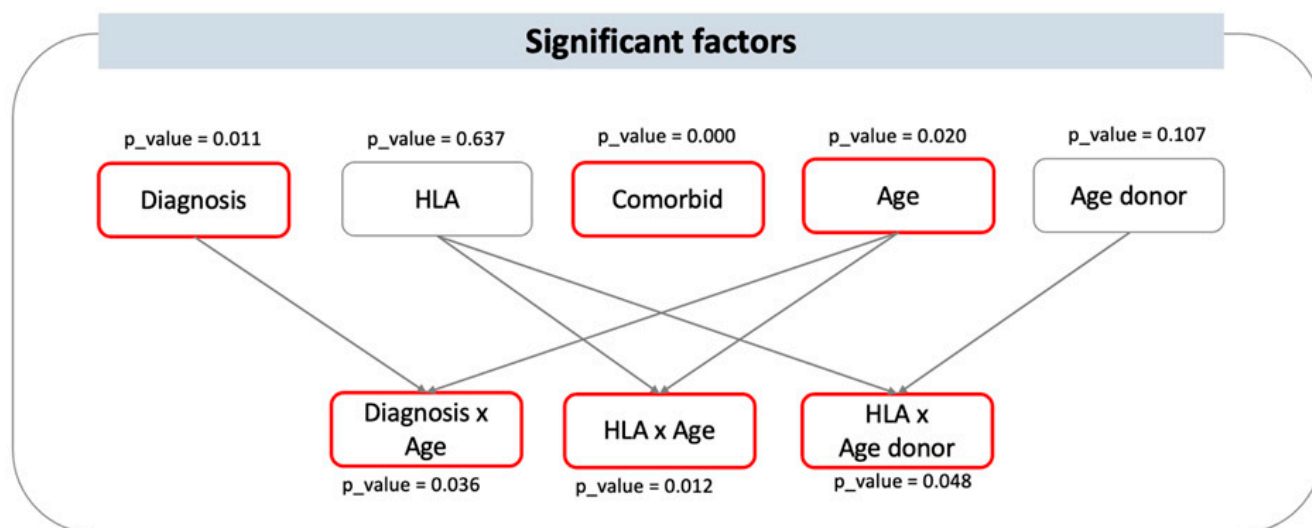 Significant factors
p_value = 0.011
p_value = 0.637
p_value = 0.000
p_value = 0.020
p_value = 0.107
Diagnosis
HLA
Comorbid
Age
Age donor
Diagnosis x
Age
HLA x Age
HLA x
Age donor
p_value = 0.036
p_value = 0.012
p_value = 0.048